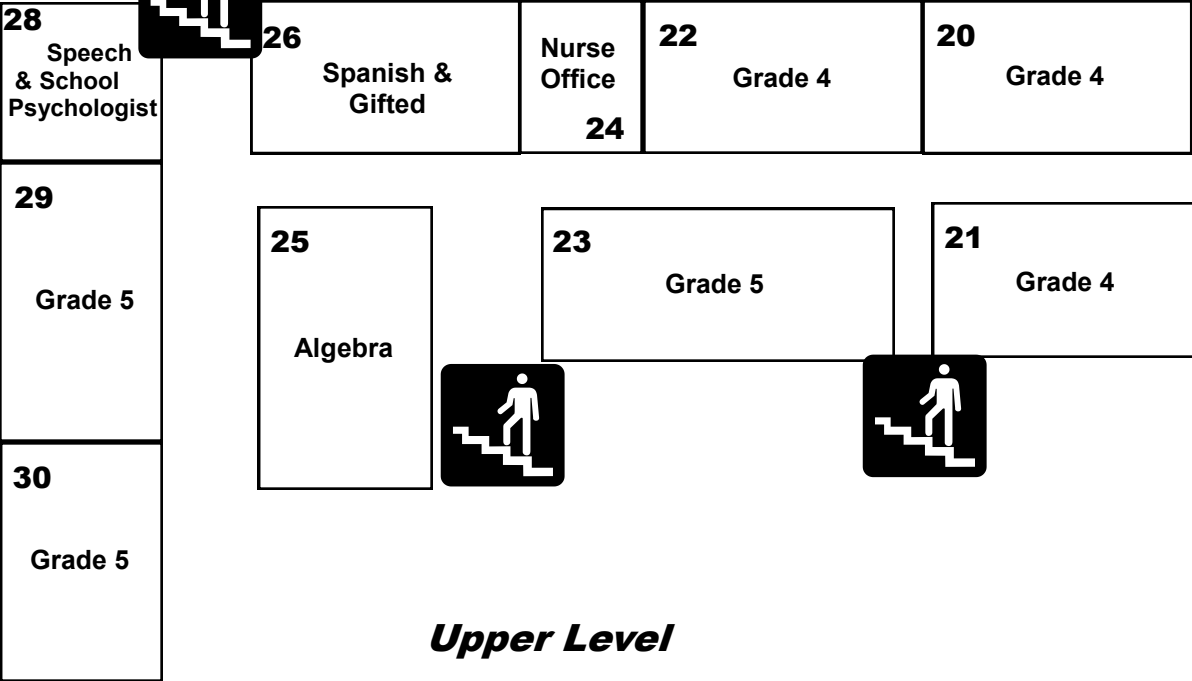 28
Speech
& School
Psychologist
26
Spanish &
Gifted
Nurse
Office
24
22
Grade 4
20
Grade 4
29
Grade 5
25
Algebra
23
Grade 5
21
Grade 4
30
Grade 5
Upper Level